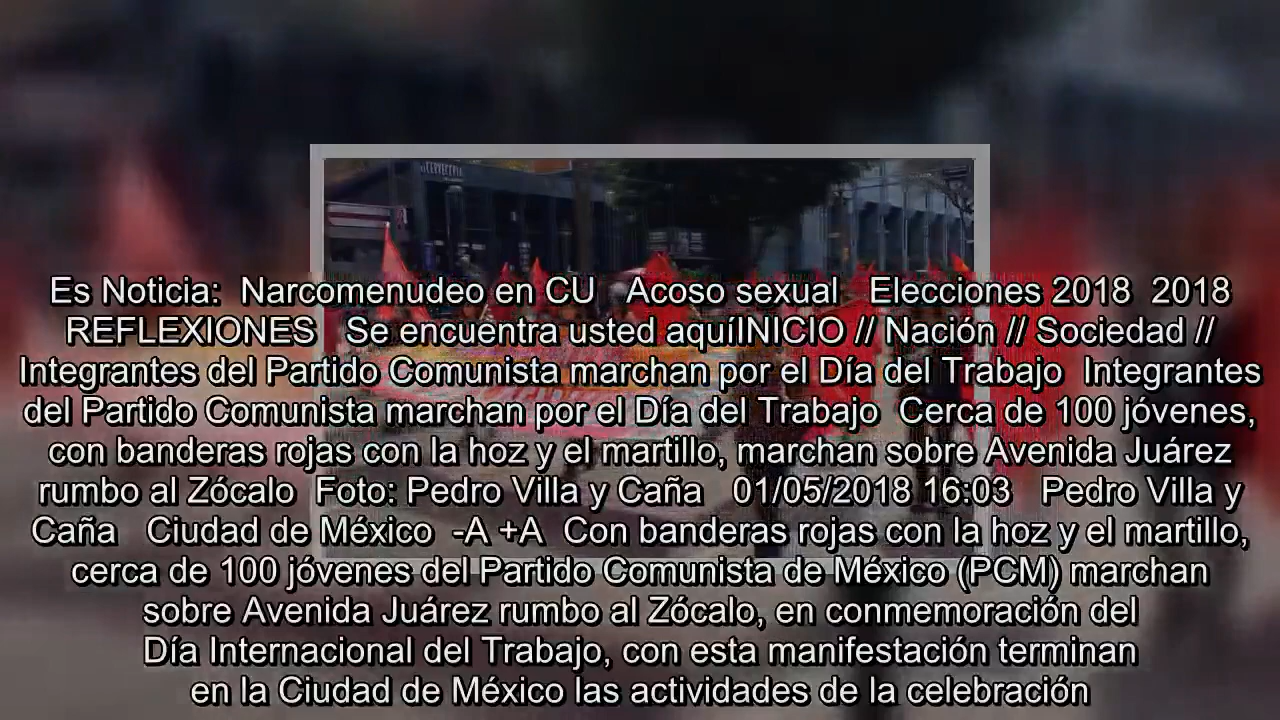 CERVECERÍA
Es Noticia:  Narcomenudeo en CU   Acoso sexual   Elecciones 2018  2018
REFLEXIONES   Se encuentra usted aquíINICIO // Nación // Sociedad //
Integrantes del Partido Comunista marchan por el Día del Trabajo  Integrantes
del Partido Comunista marchan por el Día del Trabajo  Cerca de 100 jóvenes,
con banderas rojas con la hoz y el martillo, marchan sobre Avenida Juárez
rumbo al Zócalo  Foto: Pedro Villa y Caña   01/05/2018 16:03   Pedro Villa y
Caña   Ciudad de México  -A +A  Con banderas rojas con la hoz y el martillo,
cerca de 100 jóvenes del Partido Comunista de México (PCM) marchan
sobre Avenida Juárez rumbo al Zócalo, en conmemoración del
Día Internacional del Trabajo, con esta manifestación terminan
en la Ciudad de México las actividades de la celebración